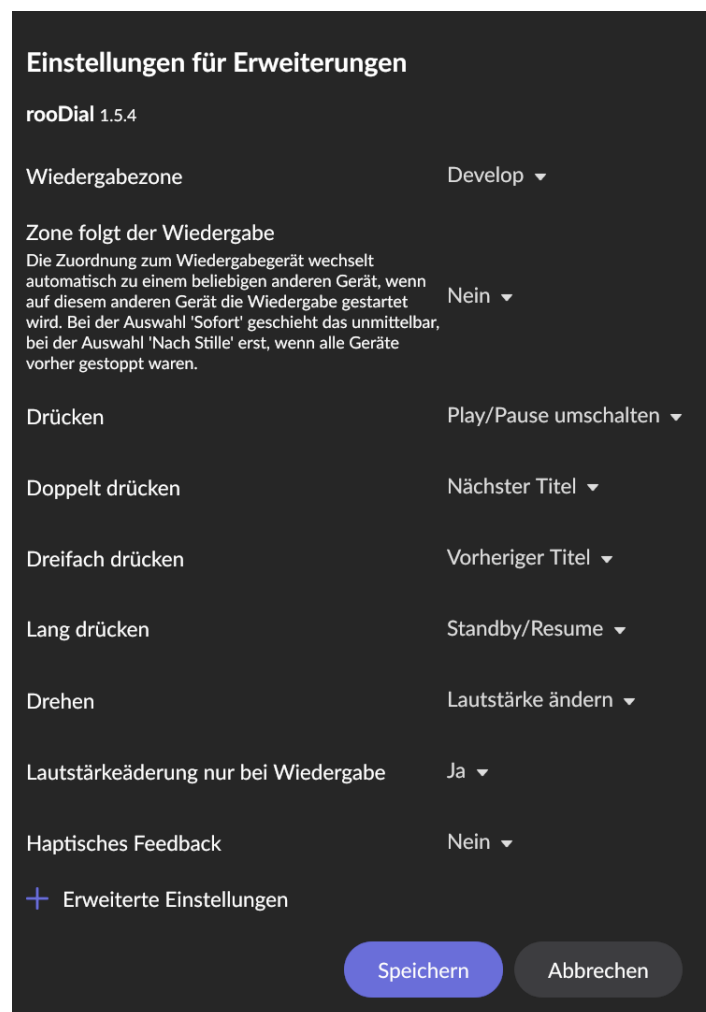 Einstellungen für Erweiterungen
rooDial 1.5.4
Wiedergabezone
Develop
Zone folgt der Wiedergabe
Die Zuordnung zum Wiedergabegerät wechselt
automatisch zu einem beliebigen anderen Gerät, wenn
auf diesem anderen Gerät die Wiedergabe gestartet
wird. Bei der Auswahl 'Sofort' geschieht das unmittelbar,
bei der Auswahl 'Nach Stille' erst, wenn alle Geräte
vorher gestoppt waren.
Nein
Drücken
Play/Pause umschalten
Doppelt drücken
Nächster Titel
Dreifach drücken
Vorheriger Titel
Lang drücken
Standby/Resume
Drehen
Lautstärke ändern
Lautstärkeäderung nur bei Wiedergabe
Ja
Haptisches Feedback
Nein
Erweiterte Einstellungen
Speichern
Abbrechen